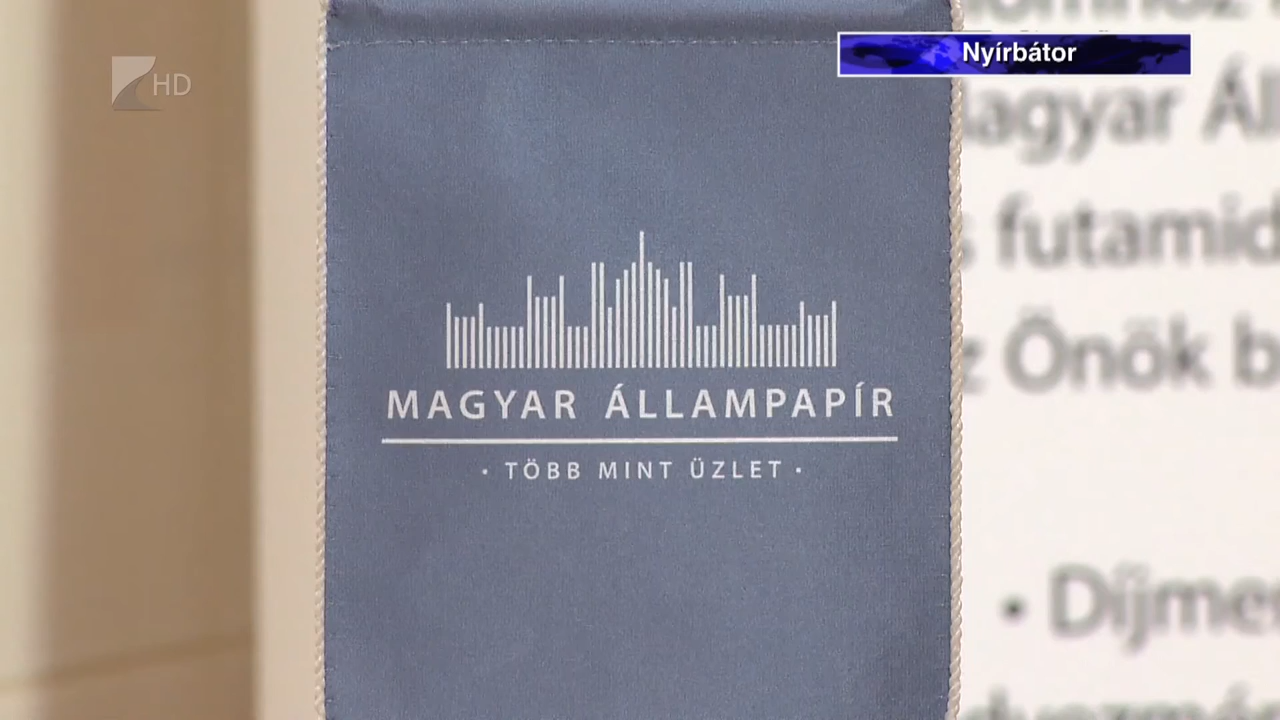 HD
Nyírbátor
MAGYAR ÁLLAMPAPÍR
· TÖBB MINT ÜZLET ·
futamid
Önök b
• Díjme